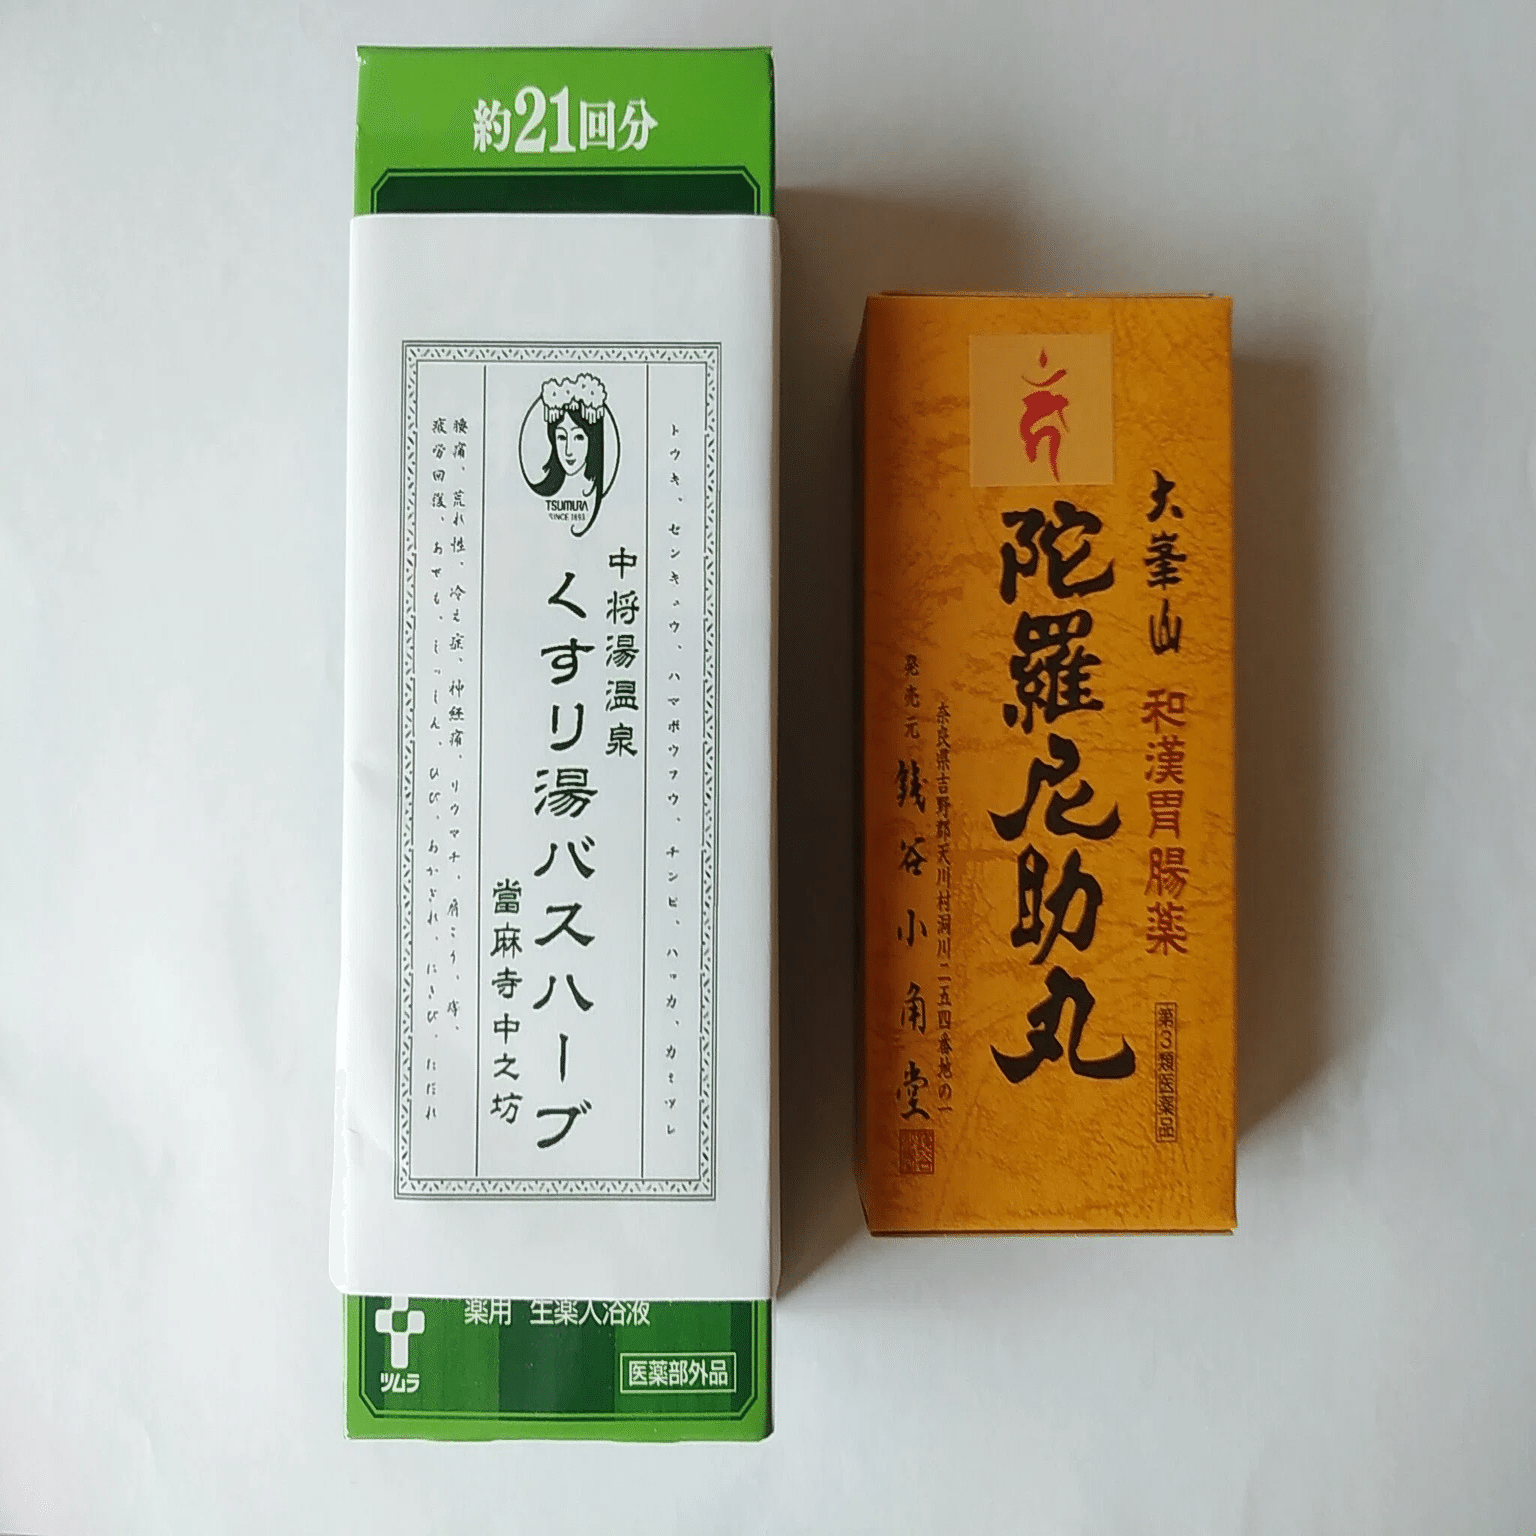 約21回分
トウキ、センキュウ、ハマボウフウ、チンピ、ハッカ、カミツレ
TSUMURA
SINCE 1893
中将湯温泉
くすり湯バスハーブ
當麻寺中之坊
腰痛、荒れ性、冷え症、神経痛、リウマチ、肩こり、痔、
疲労回復、あせも、しっしん、ひび、あかぎれ、にきび、ただれ
薬用 生薬入浴液
ツムラ
医薬部外品
大峯山 和漢胃腸薬
第3類医薬品
陀羅尼助丸
奈良県吉野郡天川村洞川二五四番地の一
発売元 銭谷小角堂